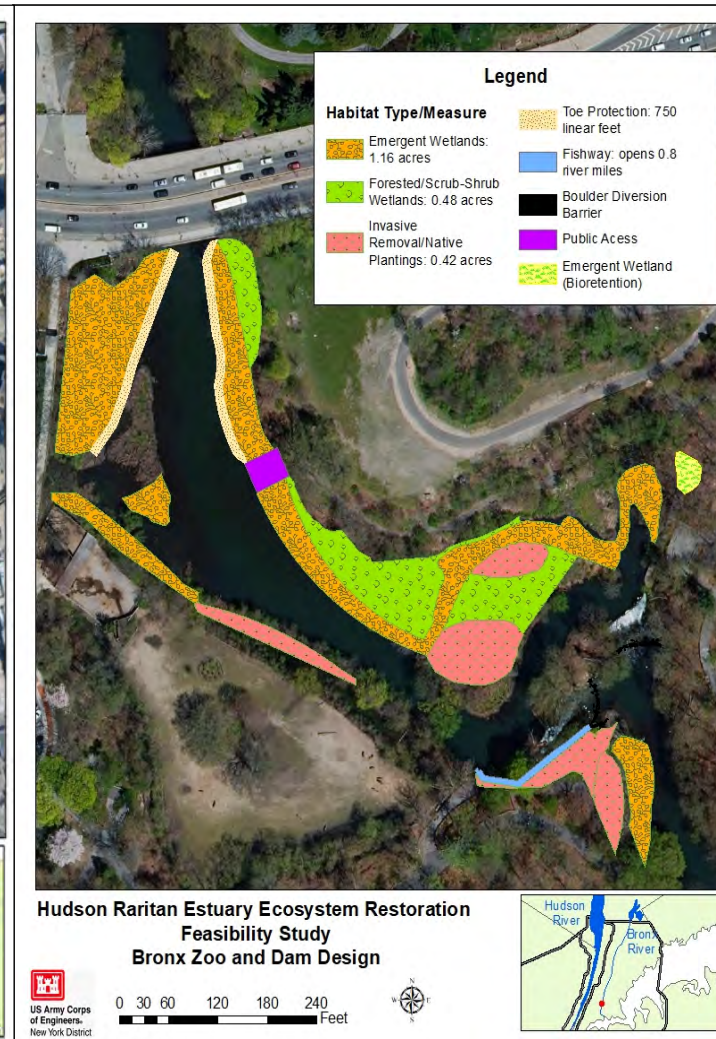 Legend
Habitat Type/Measure
Emergent Wetlands:
1.16 acres
Forested/Scrub-Shrub
Wetlands: 0.48 acres
Invasive
Removal/Native
Plantings: 0.42 acres
Toe Protection: 750
linear feet
Fishway: opens 0.8
river miles
Boulder Diversion
Barrier
Public Acess
Emergent Wetland
(Bioretention)
Hudson Raritan Estuary Ecosystem Restoration
Feasibility Study
Bronx Zoo and Dam Design
US Army Corps
of Engineers®
New York District
0 30 60 120 180 240
Feet
N
W E
S
Hudson
River
Bronx
River